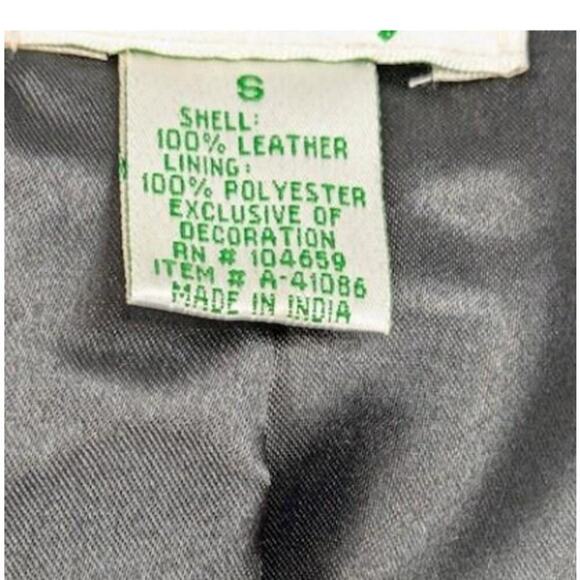 S
SHELL:
100% LEATHER
LINING:
100% POLYESTER
EXCLUSIVE OF
DECORATION
RN # 104659
ITEM # A-41086
MADE IN INDIA